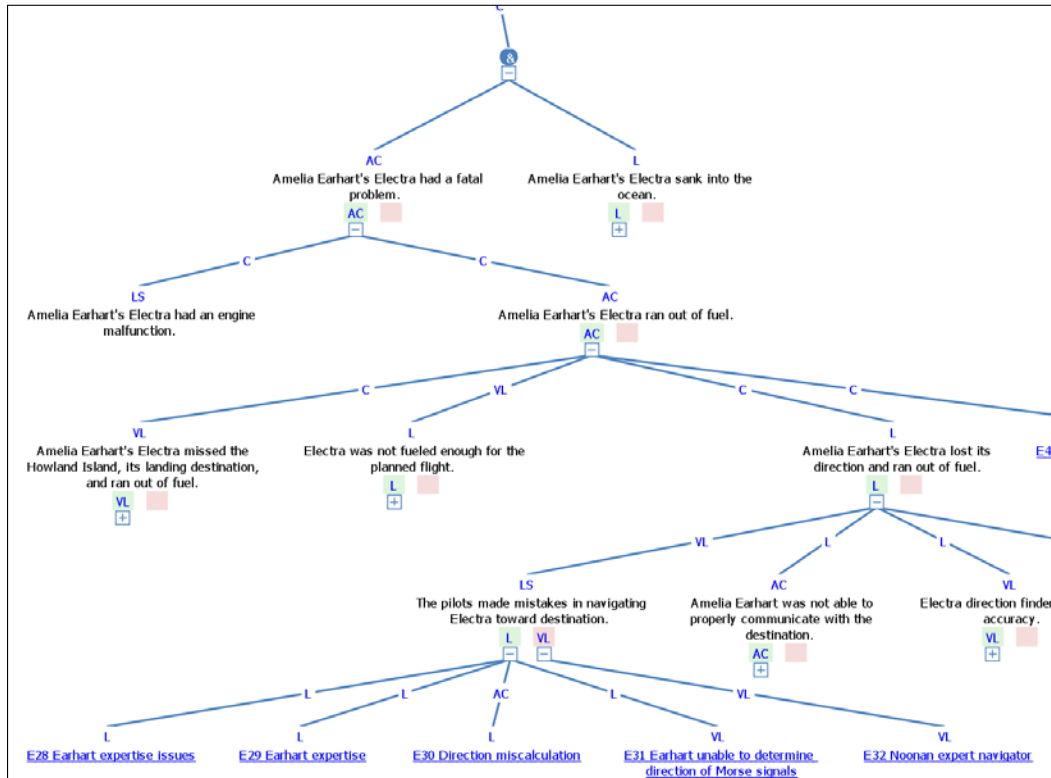 C
&
AC
L
Amelia Earhart's Electra had a fatal
problem.
Amelia Earhart's Electra sank into the
ocean.
AC
L
C
C
LS
AC
Amelia Earhart's Electra had an engine
malfunction.
Amelia Earhart's Electra ran out of fuel.
AC
C
VL
C
C
VL
L
L
Amelia Earhart's Electra missed the
Howland Island, its landing destination,
and ran out of fuel.
Electra was not fueled enough for the
planned flight.
Amelia Earhart's Electra lost its
direction and ran out of fuel.
E4
VL
L
L
VL
L
L
LS
AC
VL
The pilots made mistakes in navigating
Electra toward destination.
Amelia Earhart was not able to
properly communicate with the
destination.
Electra direction finder
accuracy.
L
VL
AC
VL
L
L
AC
L
VL
L
L
L
VL
VL
E28 Earhart expertise issues
E29 Earhart expertise
E30 Direction miscalculation
E31 Earhart unable to determine
direction of Morse signals
E32 Noonan expert navigator